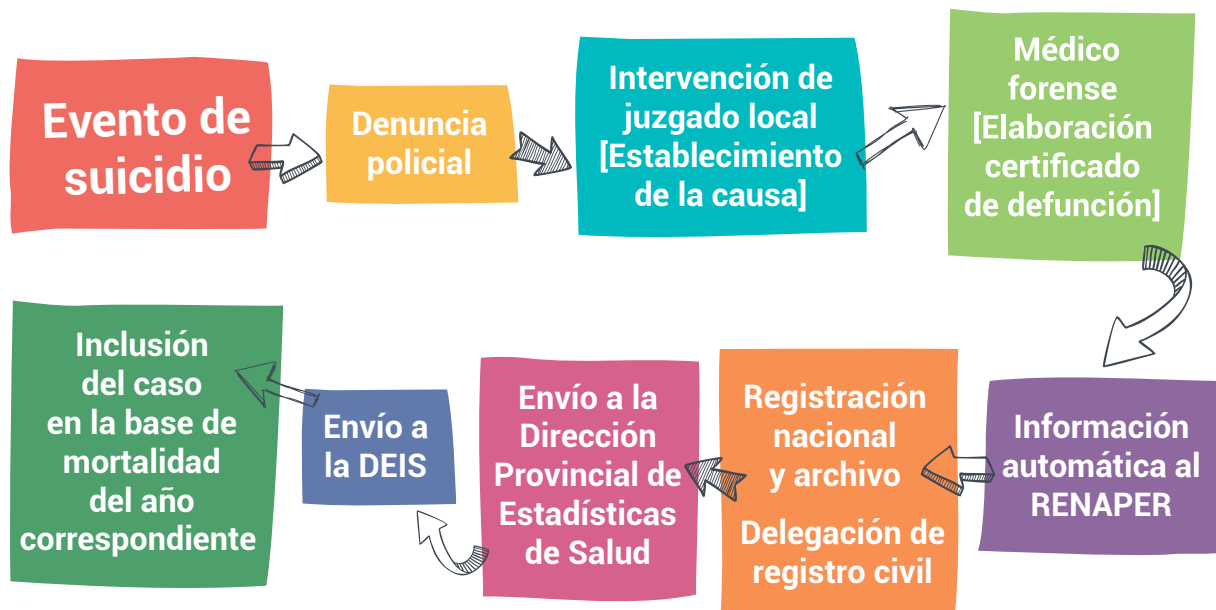 Evento de
suicidio
Denuncia
policial
Intervención de
juzgado local
[Establecimiento
de la causa]
Médico
forense
[Elaboración
certificado
de defunción]
Información
automática al
RENAPER
Registración
nacional
y archivo
Delegación de
registro civil
Envío a la
Dirección
Provincial de
Estadísticas
de Salud
Envío a
la DEIS
Inclusión
del caso
en la base de
mortalidad
del año
correspondiente